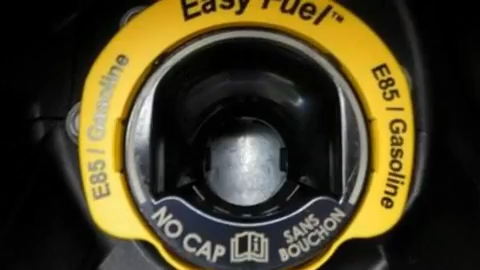 Easy Fuel™
E85 / Gasoline
E85 / Gasoline
NO CAP
SANS
BOUCHON